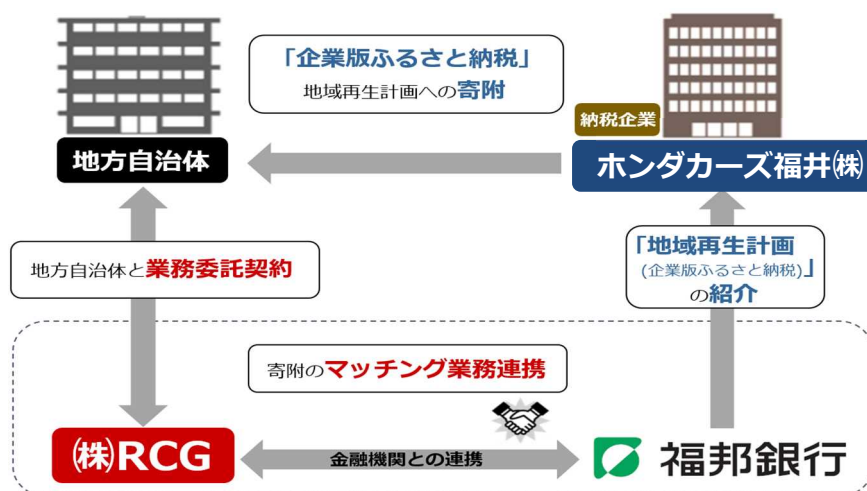 「企業版ふるさと納税」
地域再生計画への寄附
納税企業
地方自治体
ホンダカーズ福井㈱
地方自治体と業務委託契約
「地域再生計画
(企業版ふるさと納税)」
の紹介
寄附のマッチング業務連携
㈱RCG
金融機関との連携
福邦銀行